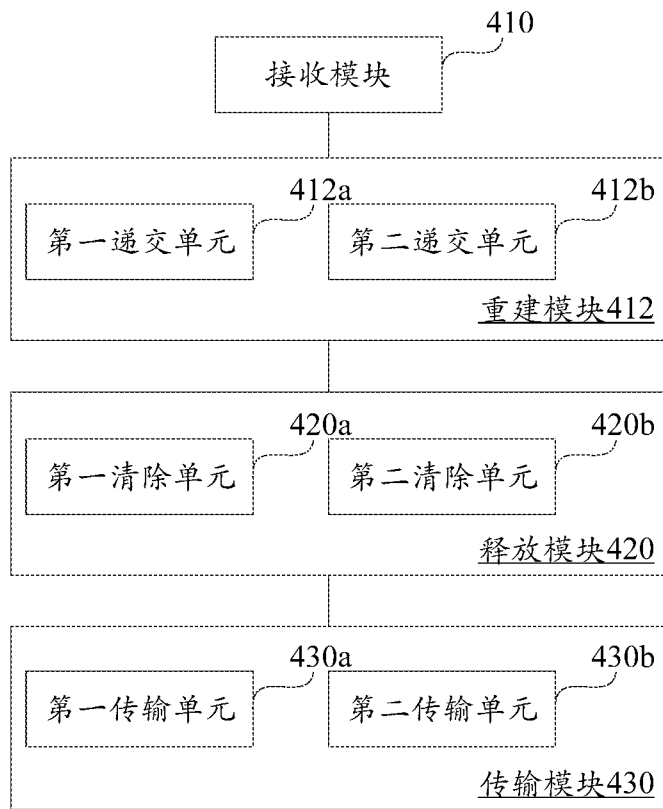 410
接收模块
412a
412b
第一递交单元
第二递交单元
重建模块412
420a
420b
第一清除单元
第二清除单元
释放模块420
430a
430b
第一传输单元
第二传输单元
传输模块430